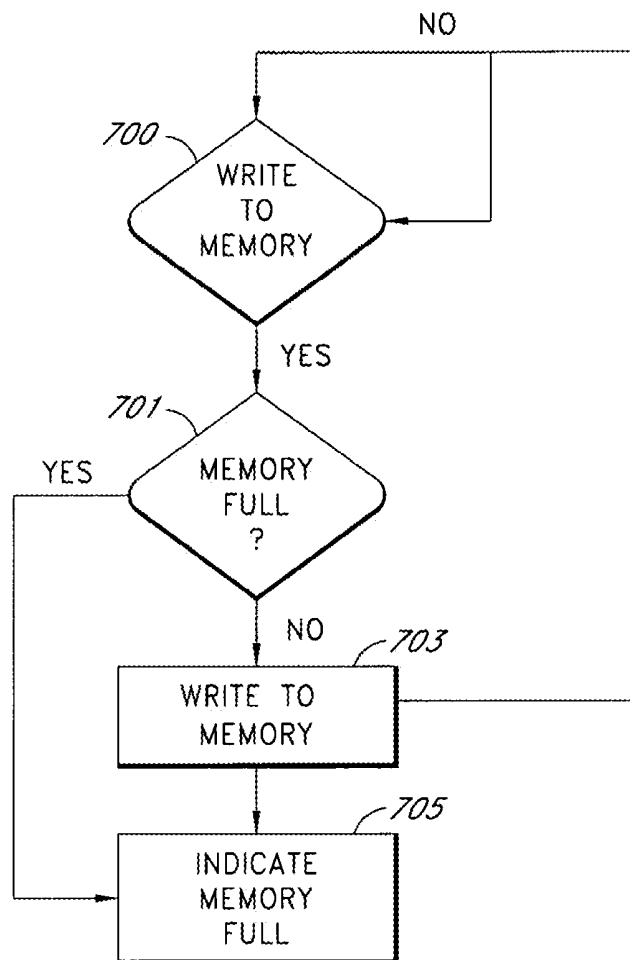 NO
700
WRITE
TO
MEMORY
YES
701
YES
MEMORY
FULL
?
NO
703
WRITE TO
MEMORY
705
INDICATE
MEMORY
FULL